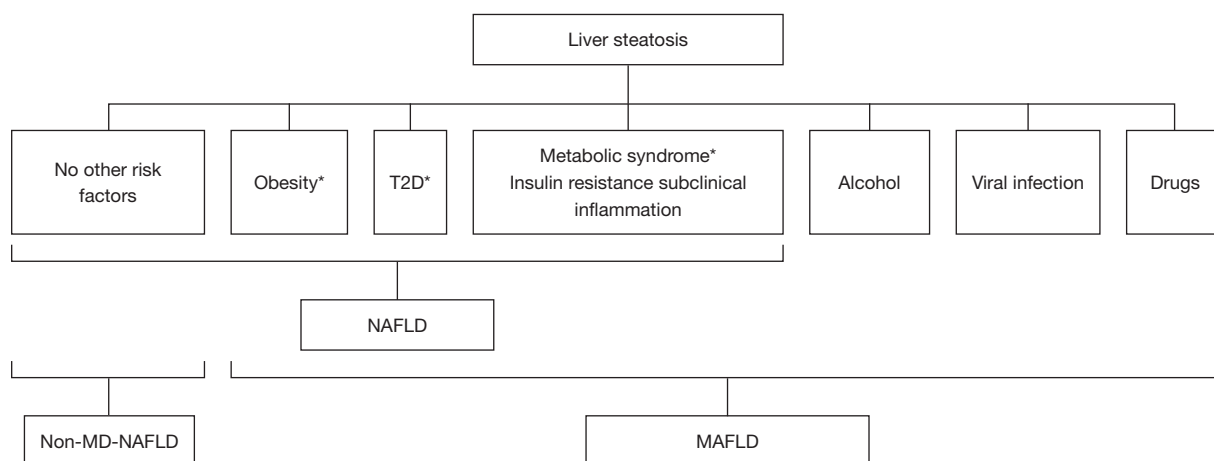 Liver steatosis
No other risk
factors
Obesity*
T2D*
Metabolic syndrome*
Insulin resistance subclinical
inflammation
Alcohol
Viral infection
Drugs
NAFLD
Non-MD-NAFLD
MAFLD